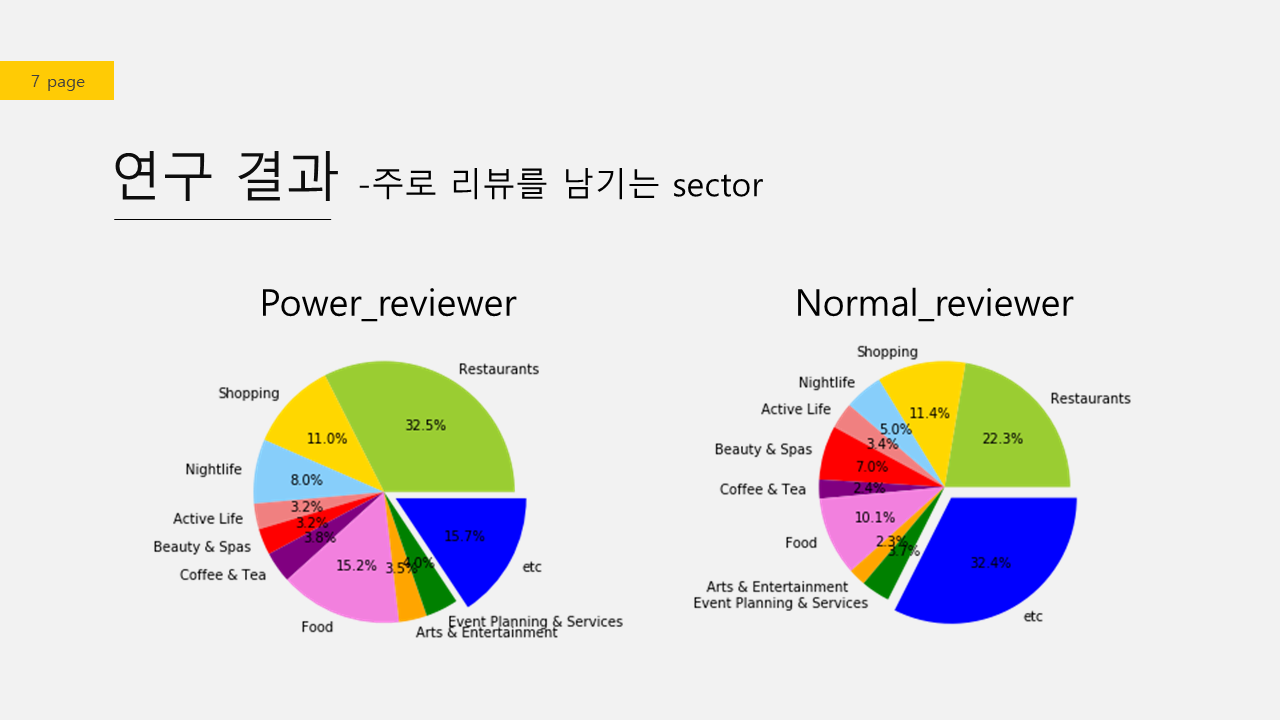 7 page
연구 결과 -주로 리뷰를 남기는 sector
Power_reviewer
Restaurants
32.5%
Shopping
11.0%
Nightlife
8.0%
Active Life
3.2%
Beauty & Spas
3.2%
Coffee & Tea
3.8%
Food
15.2%
Arts & Entertainment
3.5%
Event Planning & Services
4.0%
etc
15.7%
Normal_reviewer
Restaurants
22.3%
Shopping
11.4%
Nightlife
5.0%
Active Life
3.4%
Beauty & Spas
7.0%
Coffee & Tea
2.4%
Food
10.1%
Arts & Entertainment
2.3%
Event Planning & Services
3.7%
etc
32.4%